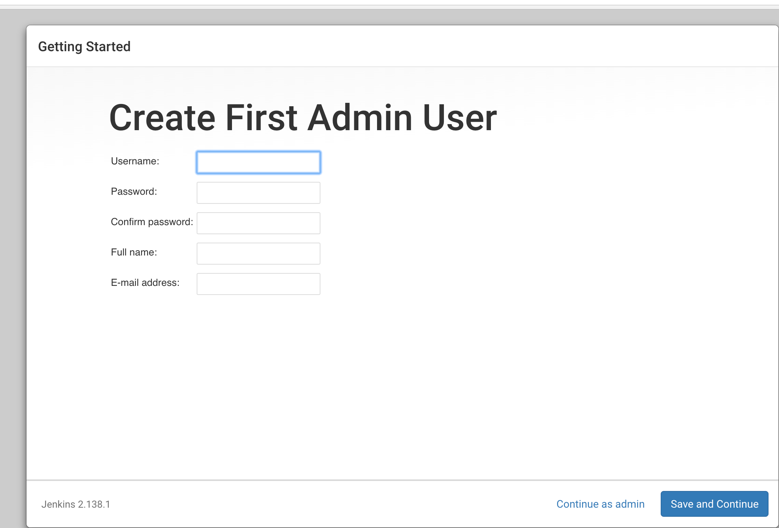 Getting Started
Create First Admin User
Username:
Password:
Confirm password:
Full name:
E-mail address:
Jenkins 2.138.1
Continue as admin
Save and Continue